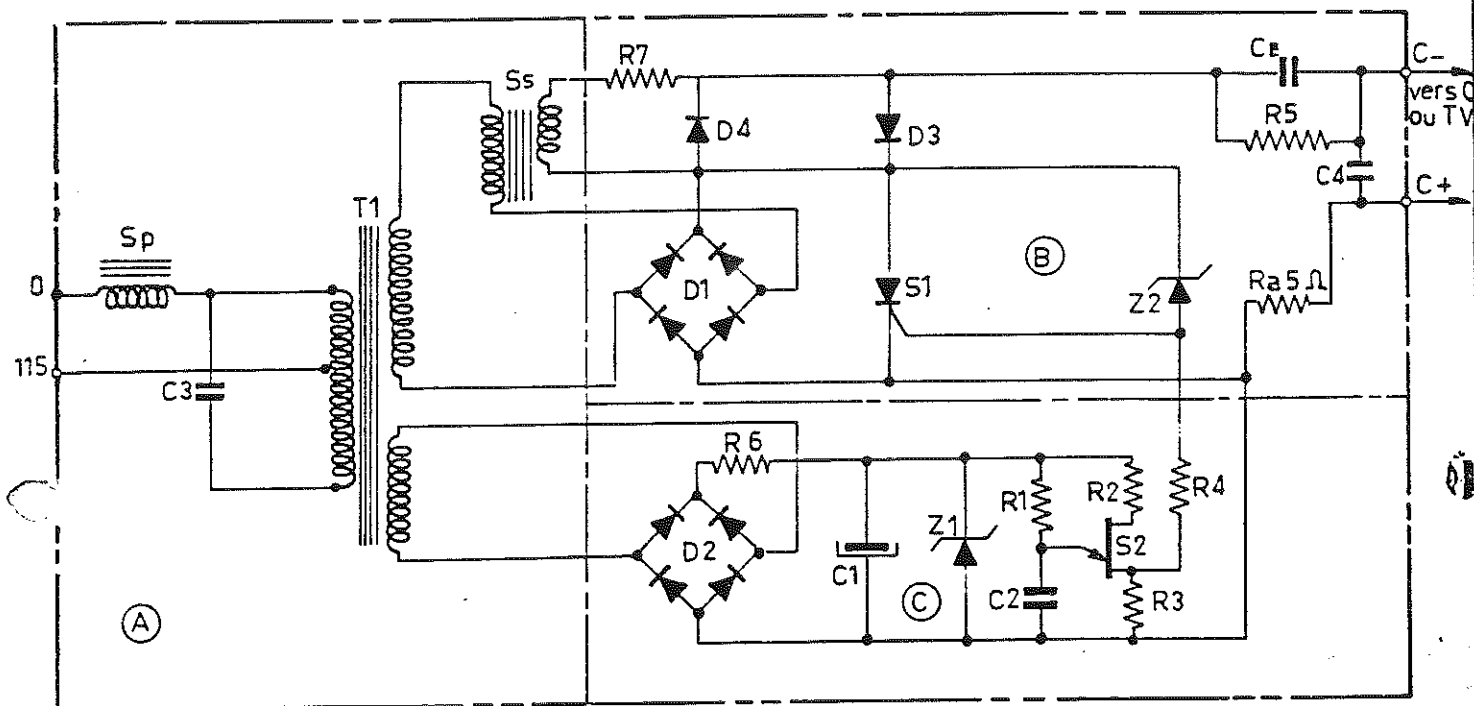 R7
Ss
CE
C-
vers
ou TV
D4
D3
R5
C4
C+
T1
Sp
0
D1
S1
B
Z2
Ra 5 Ω
115
C3
R6
R1
R2
R4
Z1
D2
S2
C1
C
C2
R3
A